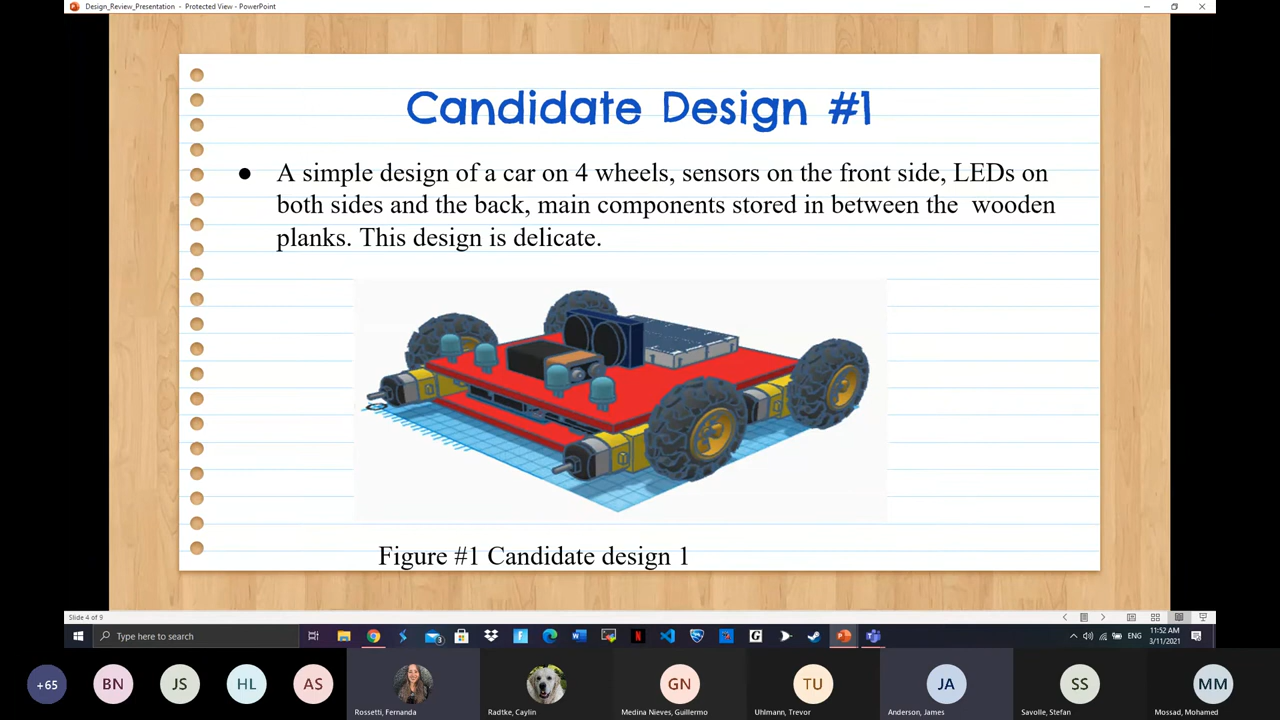 Design_Review_Presentation - Protected View - PowerPoint
Candidate Design #1
● A simple design of a car on 4 wheels, sensors on the front side, LEDs on
both sides and the back, main components stored in between the wooden
planks. This design is delicate.
Figure #1 Candidate design 1
Slide 4 of 9
Type here to search
3
N
G
ENG
11:52 AM
3/11/2021
+65
BN
JS
HL
AS
GN
TU
JA
SS
MM
Rossetti, Fernanda
Radtke, Caylin
Medina Nieves, Guillermo
Uhlmann, Trevor
Anderson, James
Savolle, Stefan
Mossad, Mohamed